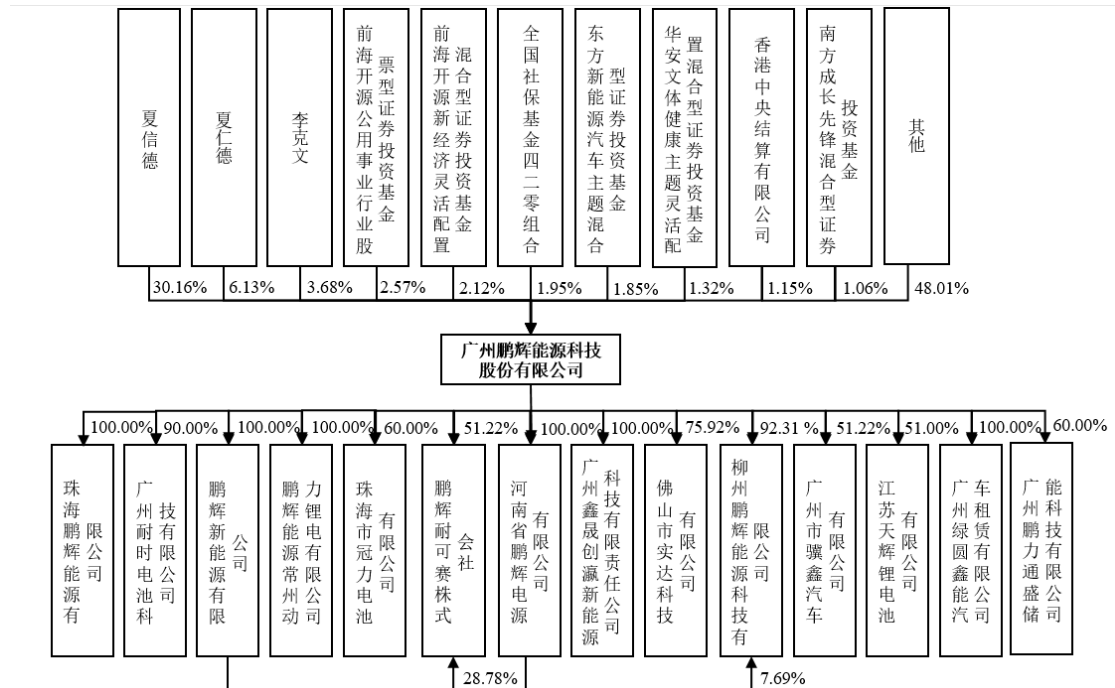 夏信德
夏仁德
李克文
前海开源公用事业行业股
票型证券投资基金
前海开源新经济灵活配置
混合型证券投资基金
全国社保基金四二零组合
东方新能源汽车主题混合
型证券投资基金
华安文体健康主题灵活配
置混合型证券投资基金
香港中央结算有限公司
南方成长先锋混合型证券
投资基金
其他
30.16%
6.13%
3.68%
2.57%
2.12%
1.95%
1.85%
1.32%
1.15%
1.06%
48.01%
广州鹏辉能源科技
股份有限公司
100.00%
90.00%
100.00%
100.00%
60.00%
51.22%
100.00%
100.00%
75.92%
92.31 %
51.22%
51.00%
100.00%
60.00%
珠海鹏辉能源有
限公司
广州耐时电池科
技有限公司
鹏辉新能源有限
公司
鹏辉能源常州动
力锂电有限公司
珠海市冠力电池
有限公司
鹏辉耐可赛株式
会社
河南省鹏辉电源
有限公司
广州鑫晟创瀛新能源
科技有限责任公司
佛山市实达科技
有限公司
柳州鹏辉能源科技有
限公司
广州市骥鑫汽车
有限公司
江苏天辉锂电池
有限公司
广州绿圆鑫能汽
车租赁有限公司
广州鹏力通盛储
能科技有限公司
28.78%
7.69%